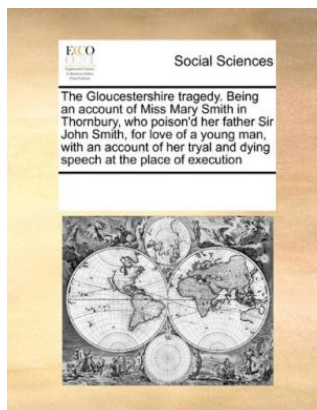 ECCO
Social Sciences
The Gloucestershire tragedy. Being
an account of Miss Mary Smith in
Thornbury, who poison'd her father Sir
John Smith, for love of a young man,
with an account of her tryal and dying
speech at the place of execution